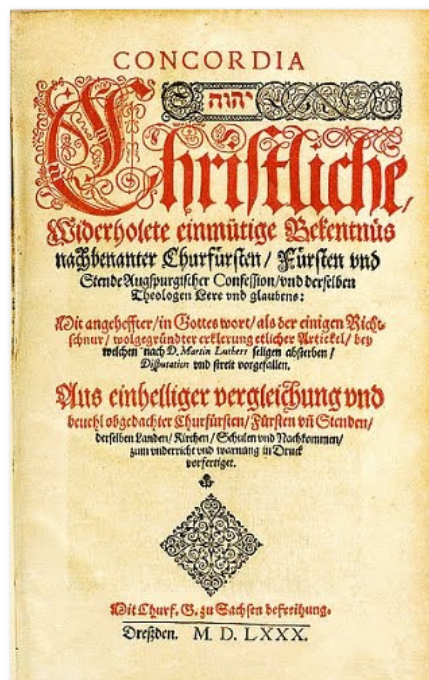 CONCORDIA
יהוה
Christliche,
Widerholete einmütige Bekentnüs
nachbenanter Churfürsten/ Fürsten vnd
Stende Augspurgischer Confession/ vnd derselben
Theologen Lere vnd glaubens:
Mit angeheffter/ in Gottes wort/ als der einigen Richt-
schnur/ wolgegründter erklerung etlicher Artickel/ bey
welchen nach D. Martin Luthers seligen absterben/
Disputation vnd streit vorgefallen.
Aus einhelliger vergleichung vnd
beuehl obgedachter Churfürsten/ Fürsten vñ Stenden/
derselben Landen/ Kirchen/ Schulen vnd Nachkommen/
zum vnderricht vnd warnung in Druck
vorfertiget.
Mit Churf. G. zu Sachsen befreihung.
Dreßden. M. D. LXXX.